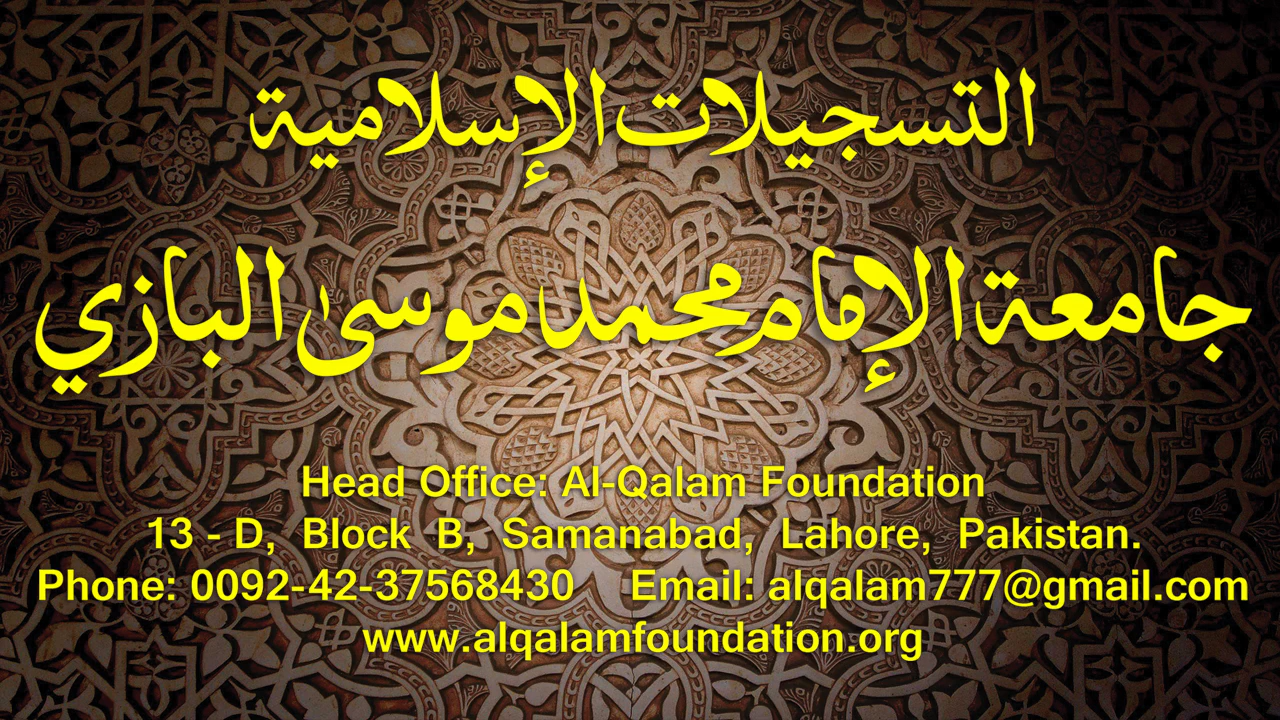 التسجيلات الإسلامية
جامعة الإمام محمد موسى البازي
Head Office: Al-Qalam Foundation
13 - D, Block B, Samanabad, Lahore, Pakistan.
Phone: 0092-42-37568430 Email: alqalam777@gmail.com
www.alqalamfoundation.org